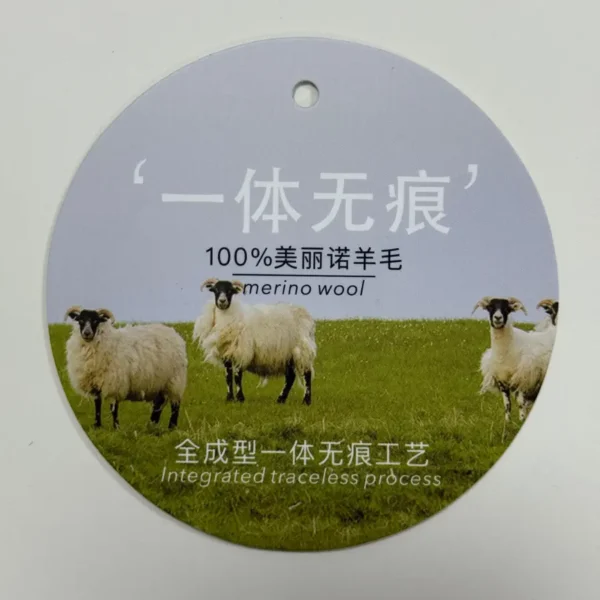 ‘一体无痕’
100%美丽诺羊毛
merino wool
全成型一体无痕工艺
Integrated traceless process